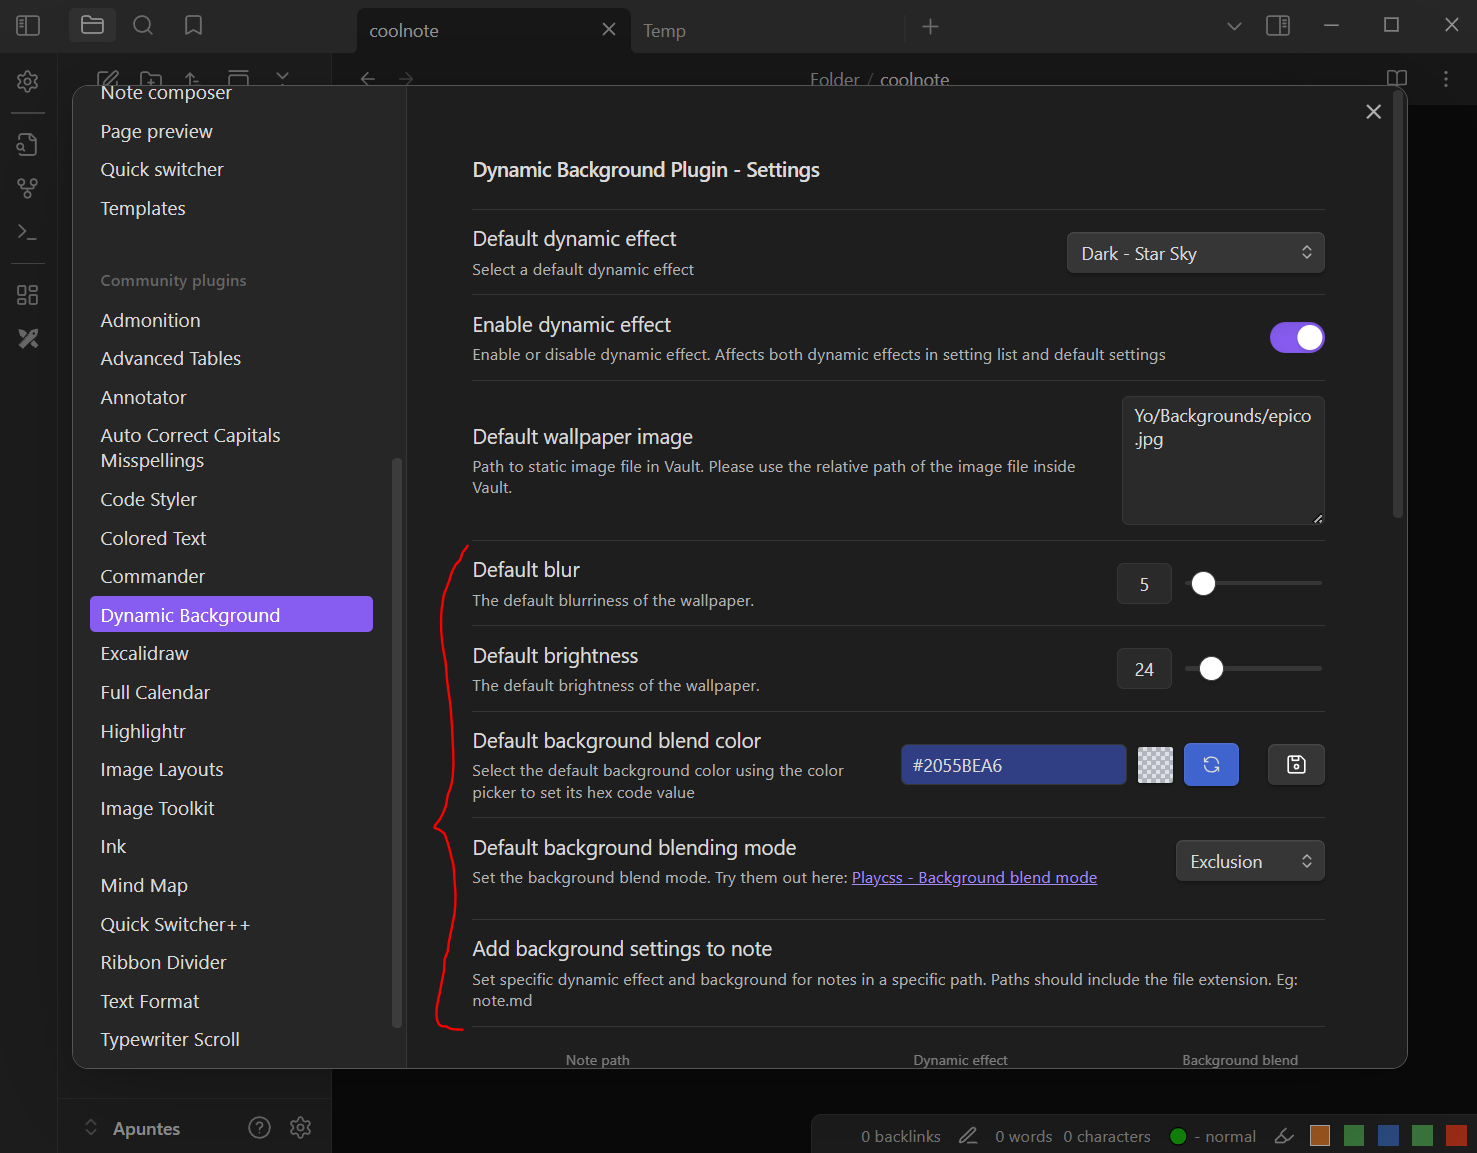 coolnote
Temp
Folder / coolnote
Note composer
Page preview
Quick switcher
Templates
Community plugins
Admonition
Advanced Tables
Annotator
Auto Correct Capitals
Misspellings
Code Styler
Colored Text
Commander
Dynamic Background
Excalidraw
Full Calendar
Highlightr
Image Layouts
Image Toolkit
Ink
Mind Map
Quick Switcher++
Ribbon Divider
Text Format
Typewriter Scroll
Apuntes
Dynamic Background Plugin - Settings
Default dynamic effect
Select a default dynamic effect
Dark - Star Sky
Enable dynamic effect
Enable or disable dynamic effect. Affects both dynamic effects in setting list and default settings
Default wallpaper image
Path to static image file in Vault. Please use the relative path of the image file inside
Vault.
Yo/Backgrounds/epico
.jpg
Default blur
The default blurriness of the wallpaper.
5
Default brightness
The default brightness of the wallpaper.
24
Default background blend color
Select the default background color using the color
picker to set its hex code value
#2055BEA6
Default background blending mode
Set the background blend mode. Try them out here: Playcss - Background blend mode
Exclusion
Add background settings to note
Set specific dynamic effect and background for notes in a specific path. Paths should include the file extension. Eg:
note.md
Note path
Dynamic effect
Background blend
0 backlinks
0 words 0 characters
- normal